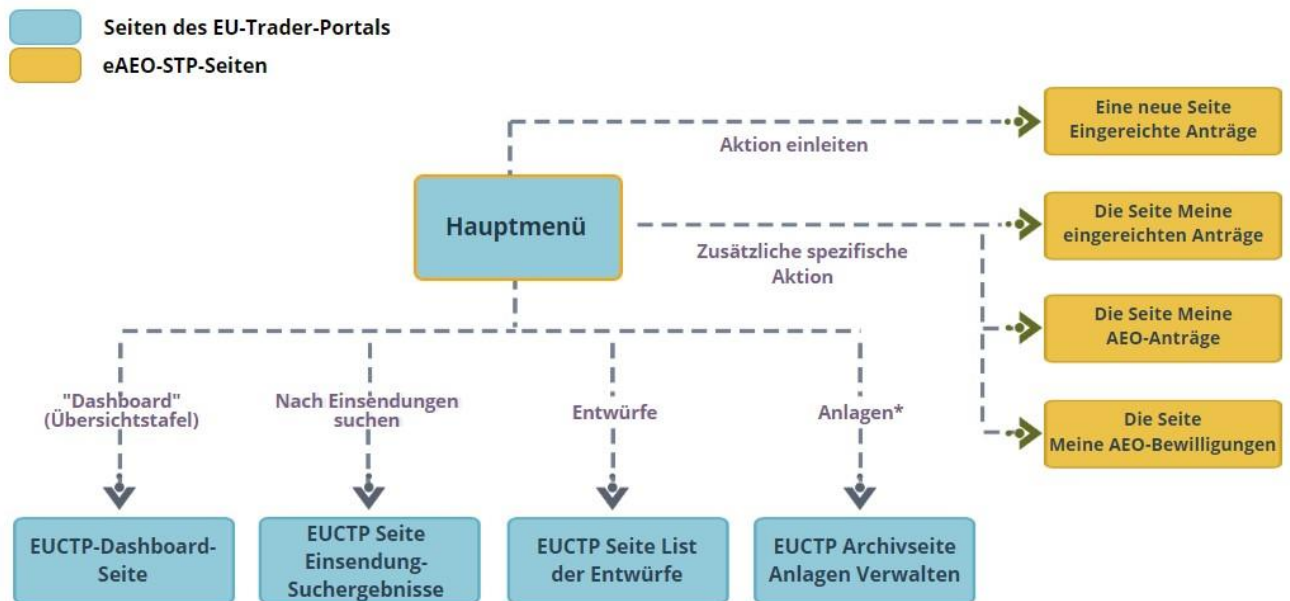 Seiten des EU-Trader-Portals
eAEO-STP-Seiten
Eine neue Seite
Eingereichte Anträge
Aktion einleiten
Hauptmenü
Die Seite Meine
eingereichten Anträge
Zusätzliche spezifische
Aktion
Die Seite Meine
AEO-Anträge
"Dashboard"
(Übersichtstafel)
Nach Einsendungen
suchen
Entwürfe
Anlagen*
Die Seite
Meine AEO-Bewilligungen
EUCTP-Dashboard-
Seite
EUCTP Seite
Einsendung-
Suchergebnisse
EUCTP Seite List
der Entwürfe
EUCTP Archivseite
Anlagen Verwalten